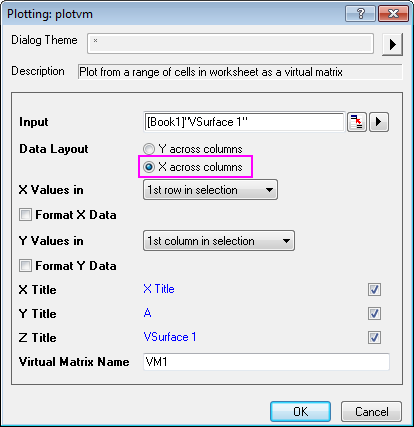 Plotting: plotvm
Dialog Theme *
Description Plot from a range of cells in worksheet as a virtual matrix
Input [Book1]"VSurface 1"
Data Layout Y across columns
X across columns
X Values in 1st row in selection
Format X Data
Y Values in 1st column in selection
Format Y Data
X Title X Title
Y Title A
Z Title VSurface 1
Virtual Matrix Name VM1
OK Cancel